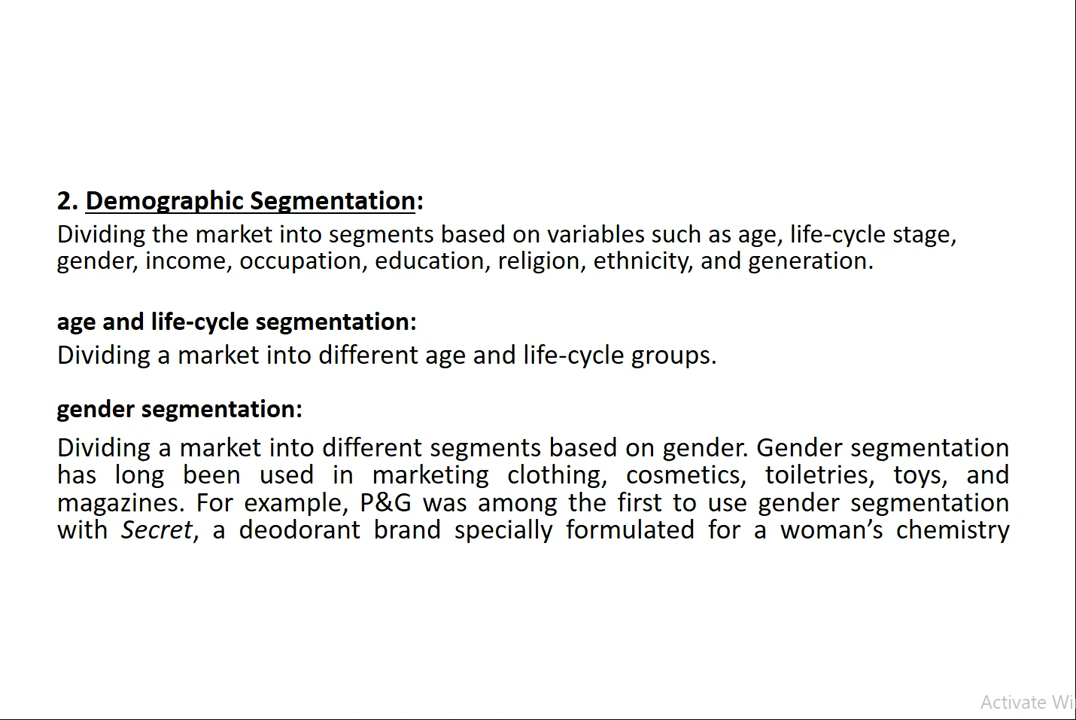 2. Demographic Segmentation:
Dividing the market into segments based on variables such as age, life-cycle stage,
gender, income, occupation, education, religion, ethnicity, and generation.
age and life-cycle segmentation:
Dividing a market into different age and life-cycle groups.
gender segmentation:
Dividing a market into different segments based on gender. Gender segmentation
has long been used in marketing clothing, cosmetics, toiletries, toys, and
magazines. For example, P&G was among the first to use gender segmentation
with Secret, a deodorant brand specially formulated for a woman’s chemistry
Activate Wi